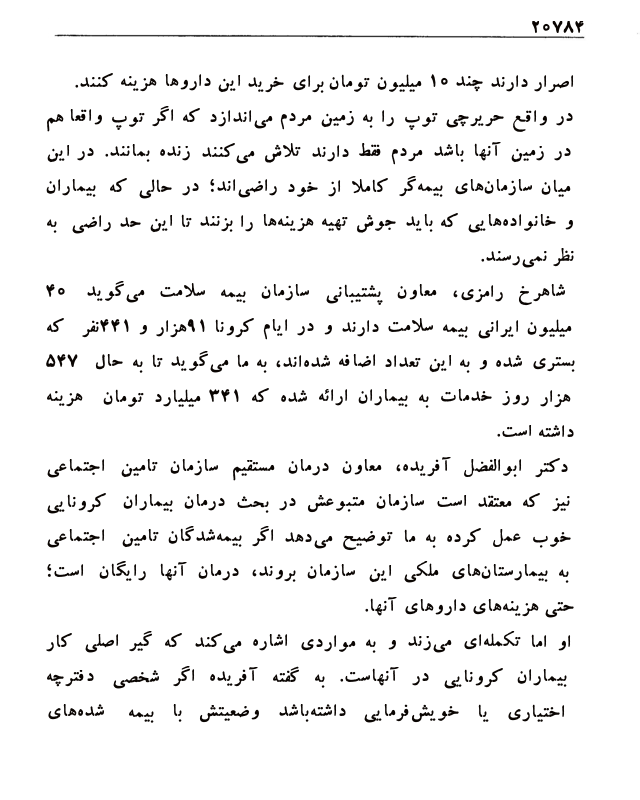 ۲۰۷۸۴
اصرار دارند چند ۱۰ میلیون تومان برای خرید این داروها هزینه کنند.
در واقع حریرچی توپ را به زمین مردم می‌اندازد که اگر توپ واقعا هم
در زمین آنها باشد مردم فقط دارند تلاش می‌کنند زنده بمانند. در این
میان سازمان‌های بیمه‌گر کاملا از خود راضی‌اند؛ در حالی که بیماران
و خانواده‌هایی که باید جوش تهیه هزینه‌ها را بزنند تا این حد راضی به
نظر نمی‌رسند.
شاهرخ رامزی، معاون پشتیبانی سازمان بیمه سلامت می‌گوید ۴۰
میلیون ایرانی بیمه سلامت دارند و در ایام کرونا ۹۱هزار و ۴۴۱نفر که
بستری شده و به این تعداد اضافه شده‌اند، به ما می‌گوید تا به حال ۵۴۷
هزار روز خدمات به بیماران ارائه شده که ۳۴۱ میلیارد تومان هزینه
داشته است.
دکتر ابوالفضل آفریده، معاون درمان مستقیم سازمان تامین اجتماعی
نیز که معتقد است سازمان متبوعش در بحث درمان بیماران کرونایی
خوب عمل کرده به ما توضیح می‌دهد اگر بیمه‌شدگان تامین اجتماعی
به بیمارستان‌های ملکی این سازمان بروند، درمان آنها رایگان است؛
حتی هزینه‌های داروهای آنها.
او اما تکمله‌ای می‌زند و به مواردی اشاره می‌کند که گیر اصلی کار
بیماران کرونایی در آنهاست. به گفته آفریده اگر شخصی دفترچه
اختیاری یا خویش‌فرمایی داشته‌باشد وضعیتش با بیمه شده‌های